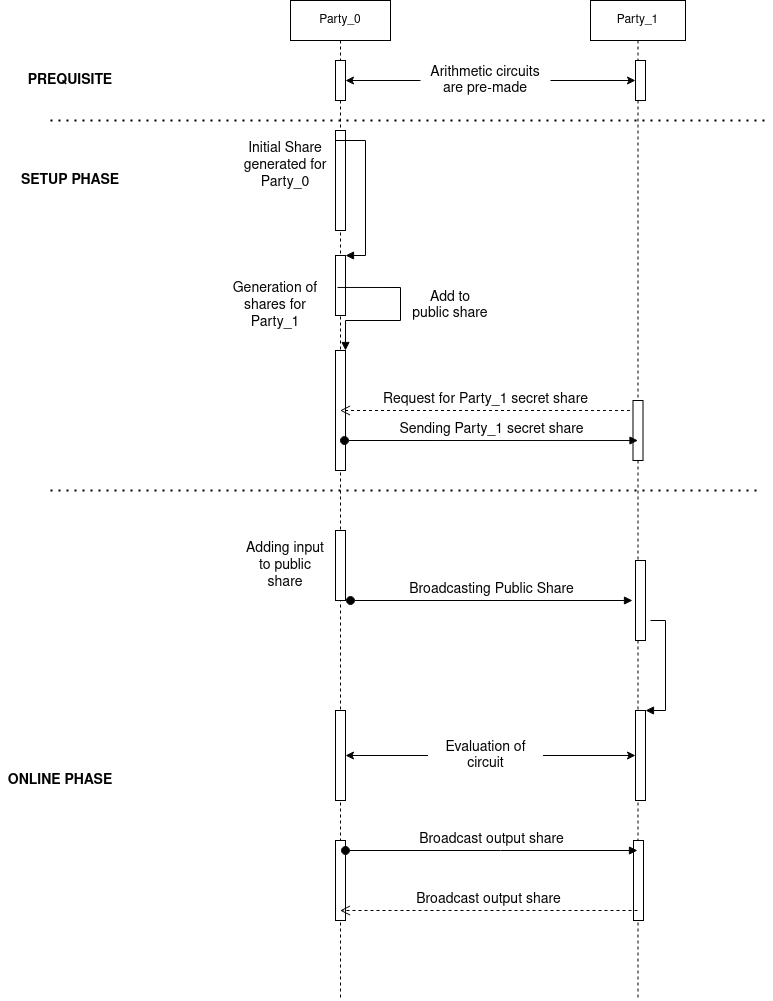 Party_0
Party_1
PREQUISITE
Arithmetic circuits
are pre-made
SETUP PHASE
Initial Share
generated for
Party_0
Generation of
shares for
Party_1
Add to
public share
Request for Party_1 secret share
Sending Party_1 secret share
Adding input
to public
share
Broadcasting Public Share
ONLINE PHASE
Evaluation of
circuit
Broadcast output share
Broadcast output share